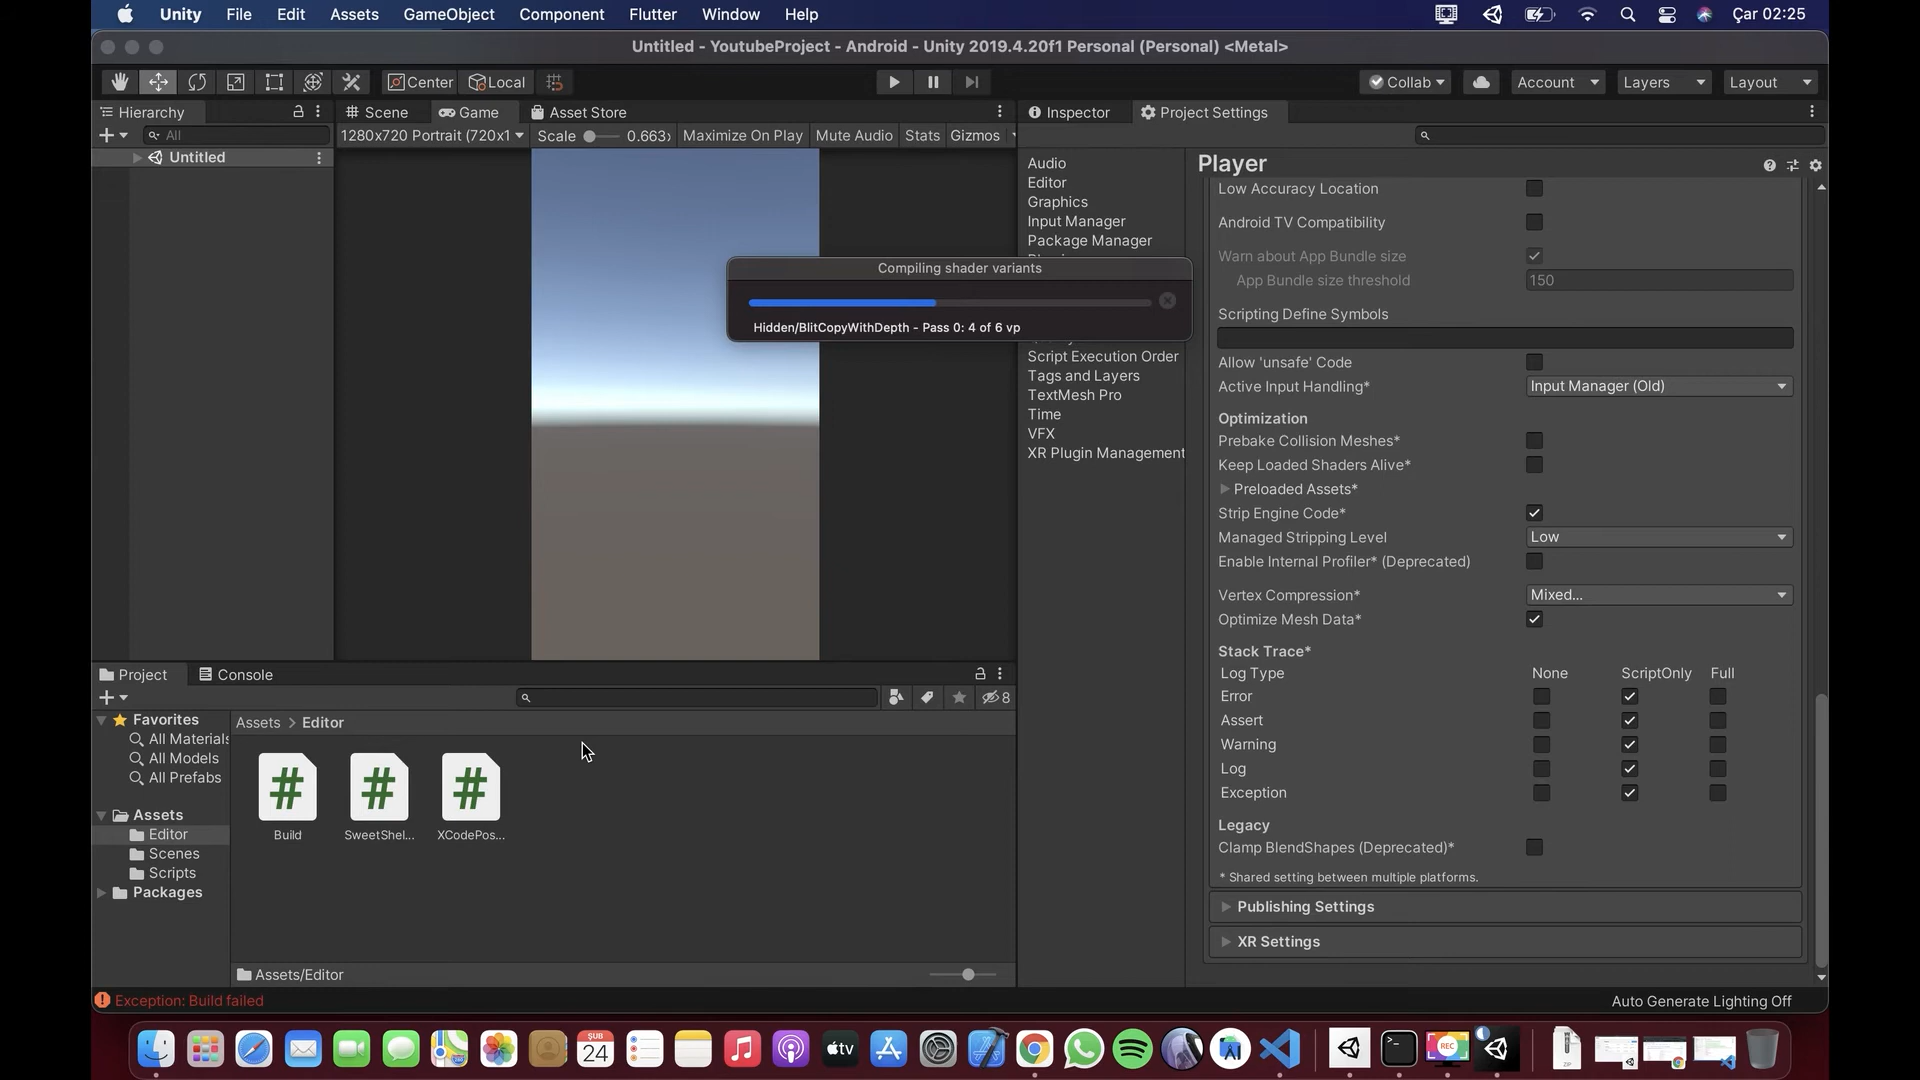 Unity File Edit Assets GameObject Component Flutter Window Help Çar 02:25
Untitled - YoutubeProject - Android - Unity 2019.4.20f1 Personal (Personal) <Metal>
Center Local Collab Account Layers Layout
Hierarchy Scene Game Asset Store Inspector Project Settings
All 1280x720 Portrait (720x1 Scale 0.663 Maximize On Play Mute Audio Stats Gizmos
Untitled
Audio
Editor
Graphics
Input Manager
Package Manager
Script Execution Order
Tags and Layers
TextMesh Pro
Time
VFX
XR Plugin Management
Compiling shader variants
Hidden/BlitCopyWithDepth - Pass 0: 4 of 6 vp
Player
Low Accuracy Location
Android TV Compatibility
Warn about App Bundle size
App Bundle size threshold 150
Scripting Define Symbols
Allow 'unsafe' Code
Active Input Handling* Input Manager (Old)
Optimization
Prebake Collision Meshes*
Keep Loaded Shaders Alive*
Preloaded Assets*
Strip Engine Code*
Managed Stripping Level Low
Enable Internal Profiler* (Deprecated)
Vertex Compression* Mixed...
Optimize Mesh Data*
Stack Trace*
Log Type None ScriptOnly Full
Error
Assert
Warning
Log
Exception
Legacy
Clamp BlendShapes (Deprecated)*
* Shared setting between multiple platforms.
Publishing Settings
XR Settings
Project Console
8
Favorites
All Materials
All Models
All Prefabs
Assets
Editor
Scenes
Scripts
Packages
Assets > Editor
Build SweetShel... XCodePos...
Assets/Editor
Exception: Build failed Auto Generate Lighting Off
ŞUB
24
tv
REC
ZIP